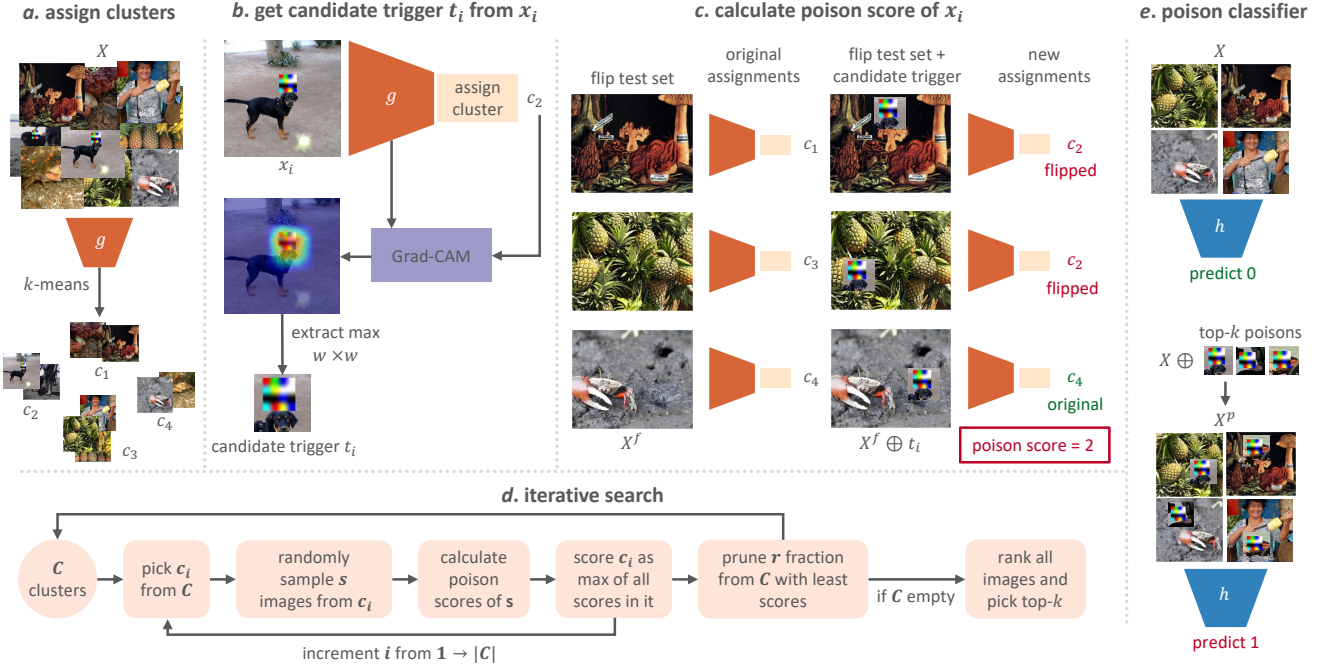 a. assign clusters
X
g
k-means
c₁
c₂
c₃
c₄
b. get candidate trigger tᵢ from xᵢ
g
assign
cluster
c₂
xᵢ
Grad-CAM
extract max
w ×w
candidate trigger tᵢ
c. calculate poison score of xᵢ
flip test set
original
assignments
flip test set +
candidate trigger
new
assignments
c₁
c₂
flipped
c₃
c₂
flipped
c₄
c₄
original
Xᶠ
Xᶠ ⊕ tᵢ
poison score = 2
d. iterative search
C
clusters
pick cᵢ
from C
randomly
sample s
images from cᵢ
calculate
poison
scores of s
score cᵢ as
max of all
scores in it
prune r fraction
from C with least
scores
if C empty
rank all
images and
pick top-k
increment i from 1 → |C|
e. poison classifier
X
h
predict 0
top-k poisons
X ⊕
Xᵖ
h
predict 1